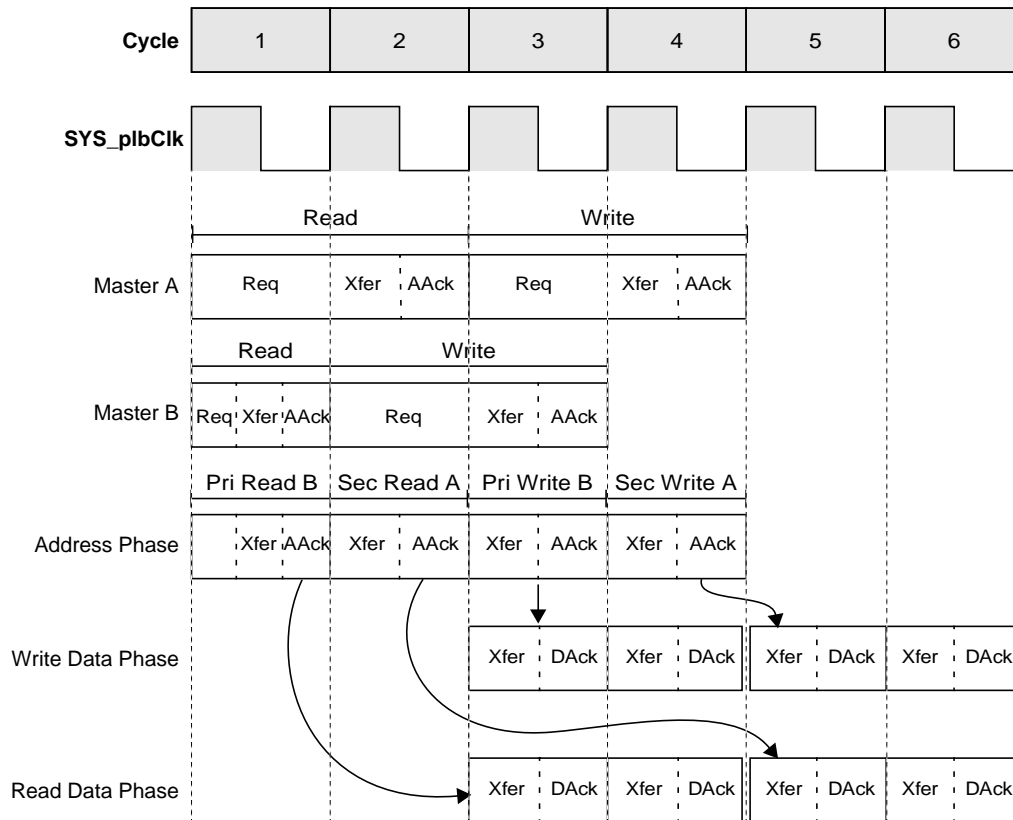 Cycle 1 2 3 4 5 6
SYS_plbClk
Read Write
Master A Req Xfer AAck Req Xfer AAck
Read Write
Master B Req Xfer AAck Req Xfer AAck
Pri Read B Sec Read A Pri Write B Sec Write A
Address Phase Xfer AAck Xfer AAck Xfer AAck Xfer AAck
Write Data Phase Xfer DAck Xfer DAck Xfer DAck Xfer DAck
Read Data Phase Xfer DAck Xfer DAck Xfer DAck Xfer DAck